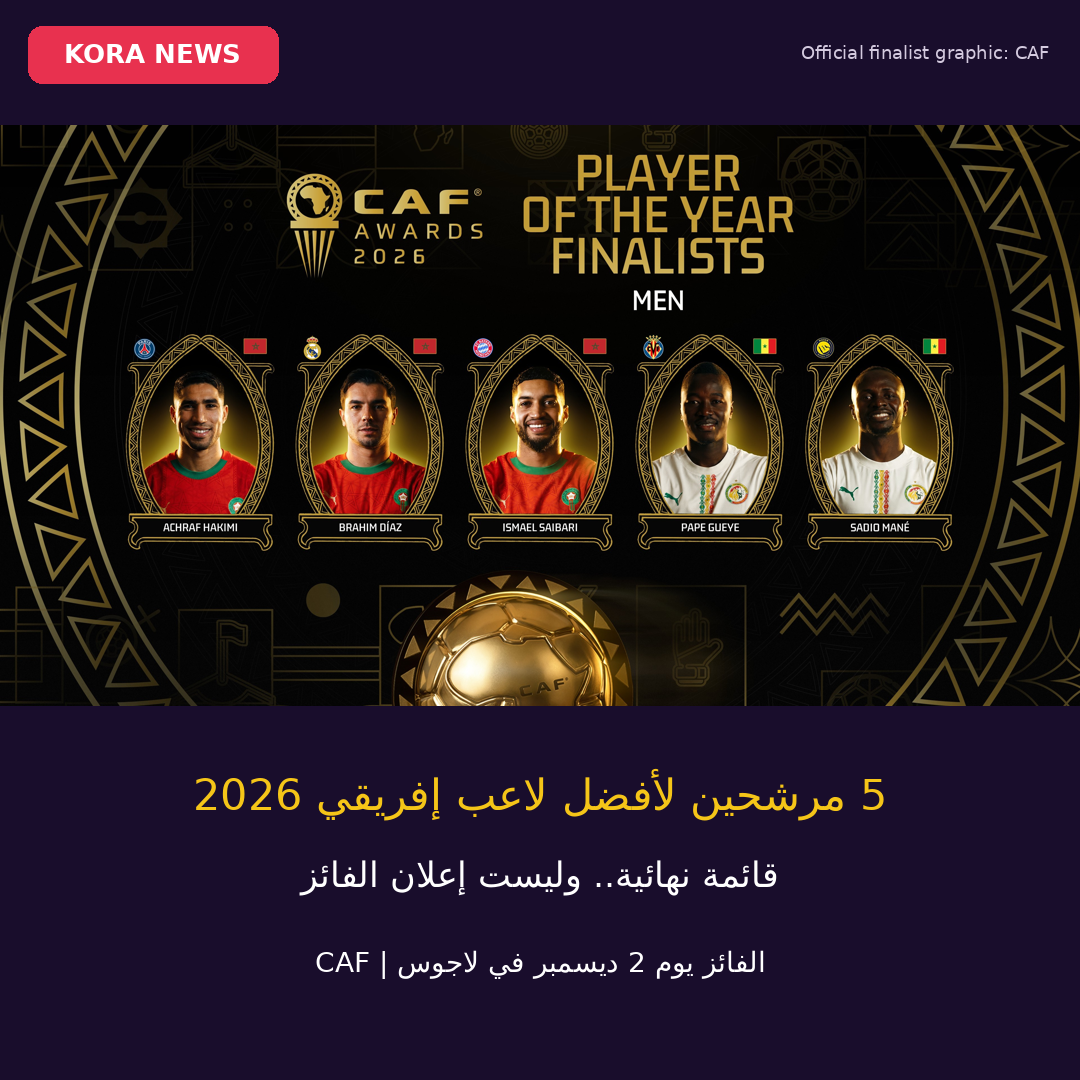 KORA NEWS
Official finalist graphic: CAF
CAF
AWARDS
2026
PLAYER
OF THE YEAR
FINALISTS
MEN
ACHRAF HAKIMI
BRAHIM DÍAZ
ISMAEL SAIBARI
PAPE GUEYE
SADIO MANÉ
CAF
5 مرشحين لأفضل لاعب إفريقي 2026
قائمة نهائية.. وليست إعلان الفائز
الفائز يوم 2 ديسمبر في لاجوس | CAF